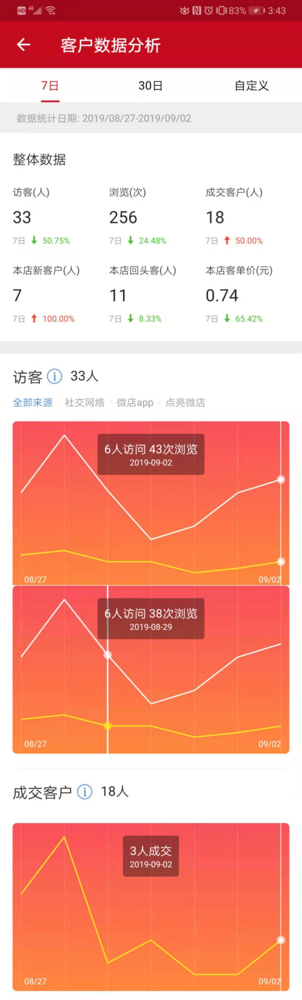 HD 4G 83% 3:43
客户数据分析
7日 30日 自定义
数据统计日期: 2019/08/27-2019/09/02
整体数据
访客(人) 浏览(次) 成交客户(人)
33 256 18
7日 50.75% 7日 24.48% 7日 50.00%
本店新客户(人) 本店回头客(人) 本店客单价(元)
7 11 0.74
7日 100.00% 7日 8.33% 7日 65.42%
访客 i 33人
全部来源 社交网络 微店app 点亮微店
6人访问 43次浏览
2019-09-02
08/27 09/02
6人访问 38次浏览
2019-08-29
08/27 09/02
成交客户 i 18人
3人成交
2019-09-02
08/27 09/02